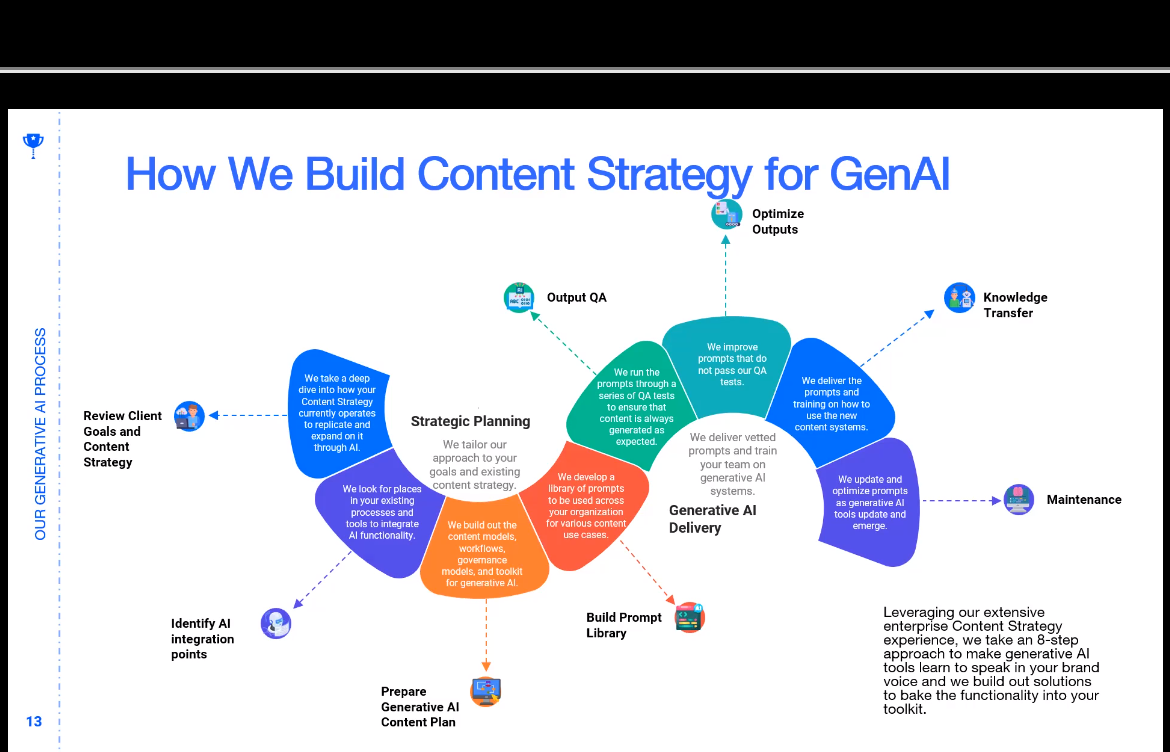 How We Build Content Strategy for GenAI
OUR GENERATIVE AI PROCESS
13
Review Client
Goals and
Content
Strategy
We take a deep
dive into how your
Content Strategy
currently operates
to replicate and
expand on it
through AI.
Identify AI
integration
points
We look for places
in your existing
processes and
tools to integrate
AI functionality.
Prepare
Generative AI
Content Plan
We build out the
content models,
workflows,
governance
models, and toolkit
for generative AI.
Build Prompt
Library
We develop a
library of prompts
to be used across
your organization
for various content
use cases.
Strategic Planning
We tailor our
approach to your
goals and existing
content strategy.
Output QA
We run the
prompts through a
series of QA tests
to ensure that
content is always
generated as
expected.
Optimize
Outputs
We improve
prompts that do
not pass our QA
tests.
Knowledge
Transfer
We deliver the
prompts and
training on how to
use the new
content systems.
Maintenance
We update and
optimize prompts
as generative AI
tools update and
emerge.
We deliver vetted
prompts and train
your team on
generative AI
systems.
Generative AI
Delivery
Leveraging our extensive
enterprise Content Strategy
experience, we take an 8-step
approach to make generative AI
tools learn to speak in your brand
voice and we build out solutions
to bake the functionality into your
toolkit.